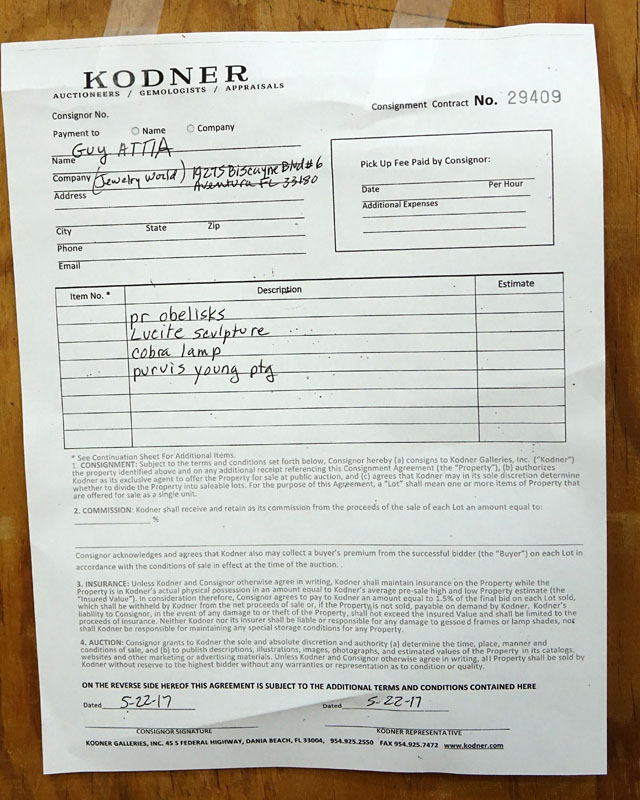 KODNER
AUCTIONEERS / GEMOLOGISTS / APPRAISALS
Consignment Contract No. 29409
Consignor No.
Payment to Name Company
Name Guy ATTIA
Company (Jewelry World) 19275 Biscayne Blvd #6
Address Aventura FL 33180
City State Zip
Phone
Email
Pick Up Fee Paid by Consignor:
Date Per Hour
Additional Expenses
Item No. * Description Estimate
pr obelisks
Lucite sculpture
cobra lamp
purvis young ptg
* See Continuation Sheet For Additional Items.
1. CONSIGNMENT: Subject to the terms and conditions set forth below, Consignor hereby (a) consigns to Kodner Galleries, Inc. ("Kodner")
the property identified above and on any additional receipt referencing this Consignment Agreement (the "Property"), (b) authorizes
Kodner as its exclusive agent to offer the Property for sale at public auction, and (c) agrees that Kodner may in its sole discretion determine
whether to divide the Property into saleable lots. For the purpose of this Agreement, a "Lot" shall mean one or more items of Property that
are offered for sale as a single unit.
2. COMMISSION: Kodner shall receive and retain as its commission from the proceeds of the sale of each Lot an amount equal to:
%
Consignor acknowledges and agrees that Kodner also may collect a buyer's premium from the successful bidder (the "Buyer") on each Lot in
accordance with the conditions of sale in effect at the time of the auction.
3. INSURANCE: Unless Kodner and Consignor otherwise agree in writing, Kodner shall maintain insurance on the Property while the
Property is in Kodner's actual physical possession in an amount equal to Kodner's average pre-sale high and low Property estimate (the
"Insured Value"). In consideration therefore, Consignor agrees to pay to Kodner an amount equal to 1.5% of the final bid on each Lot sold,
which shall be withheld by Kodner from the net proceeds of sale or, if the Property is not sold, payable on demand by Kodner. Kodner's
liability to Consignor, in the event of any damage to or theft of the Property, shall not exceed the Insured Value and shall be limited to the
proceeds of insurance. Neither Kodner nor its insurer shall be liable or responsible for any damage to gessoed frames or lamp shades, nor
shall Kodner be responsible for maintaining any special storage conditions for any Property.
4. AUCTION: Consignor grants to Kodner the sole and absolute discretion and authority (a) determine the time, place, manner and
conditions of sale, and (b) to publish descriptions, illustrations, images, photographs, and estimated values of the Property in its catalogs,
websites and other marketing or advertising materials. Unless Kodner and Consignor otherwise agree in writing, all Property shall be sold by
Kodner without reserve to the highest bidder without any warranties or representation as to condition or quality.
ON THE REVERSE SIDE HEREOF THIS AGREEMENT IS SUBJECT TO THE ADDITIONAL TERMS AND CONDITIONS CONTAINED HERE
Dated 5-22-17 Dated 5-22-17
CONSIGNOR SIGNATURE KODNER REPRESENTATIVE
KODNER GALLERIES, INC. 45 S FEDERAL HIGHWAY, DANIA BEACH, FL 33004, 954.925.2550 FAX 954.925.7472 www.kodner.com